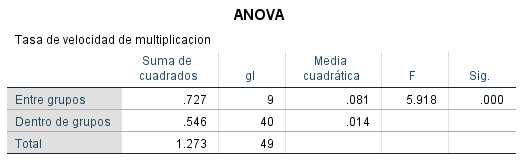 ANOVA
Tasa de velocidad de multiplicacion
Suma de cuadrados gl Media cuadrática F Sig.
Entre grupos .727 9 .081 5.918 .000
Dentro de grupos .546 40 .014
Total 1.273 49